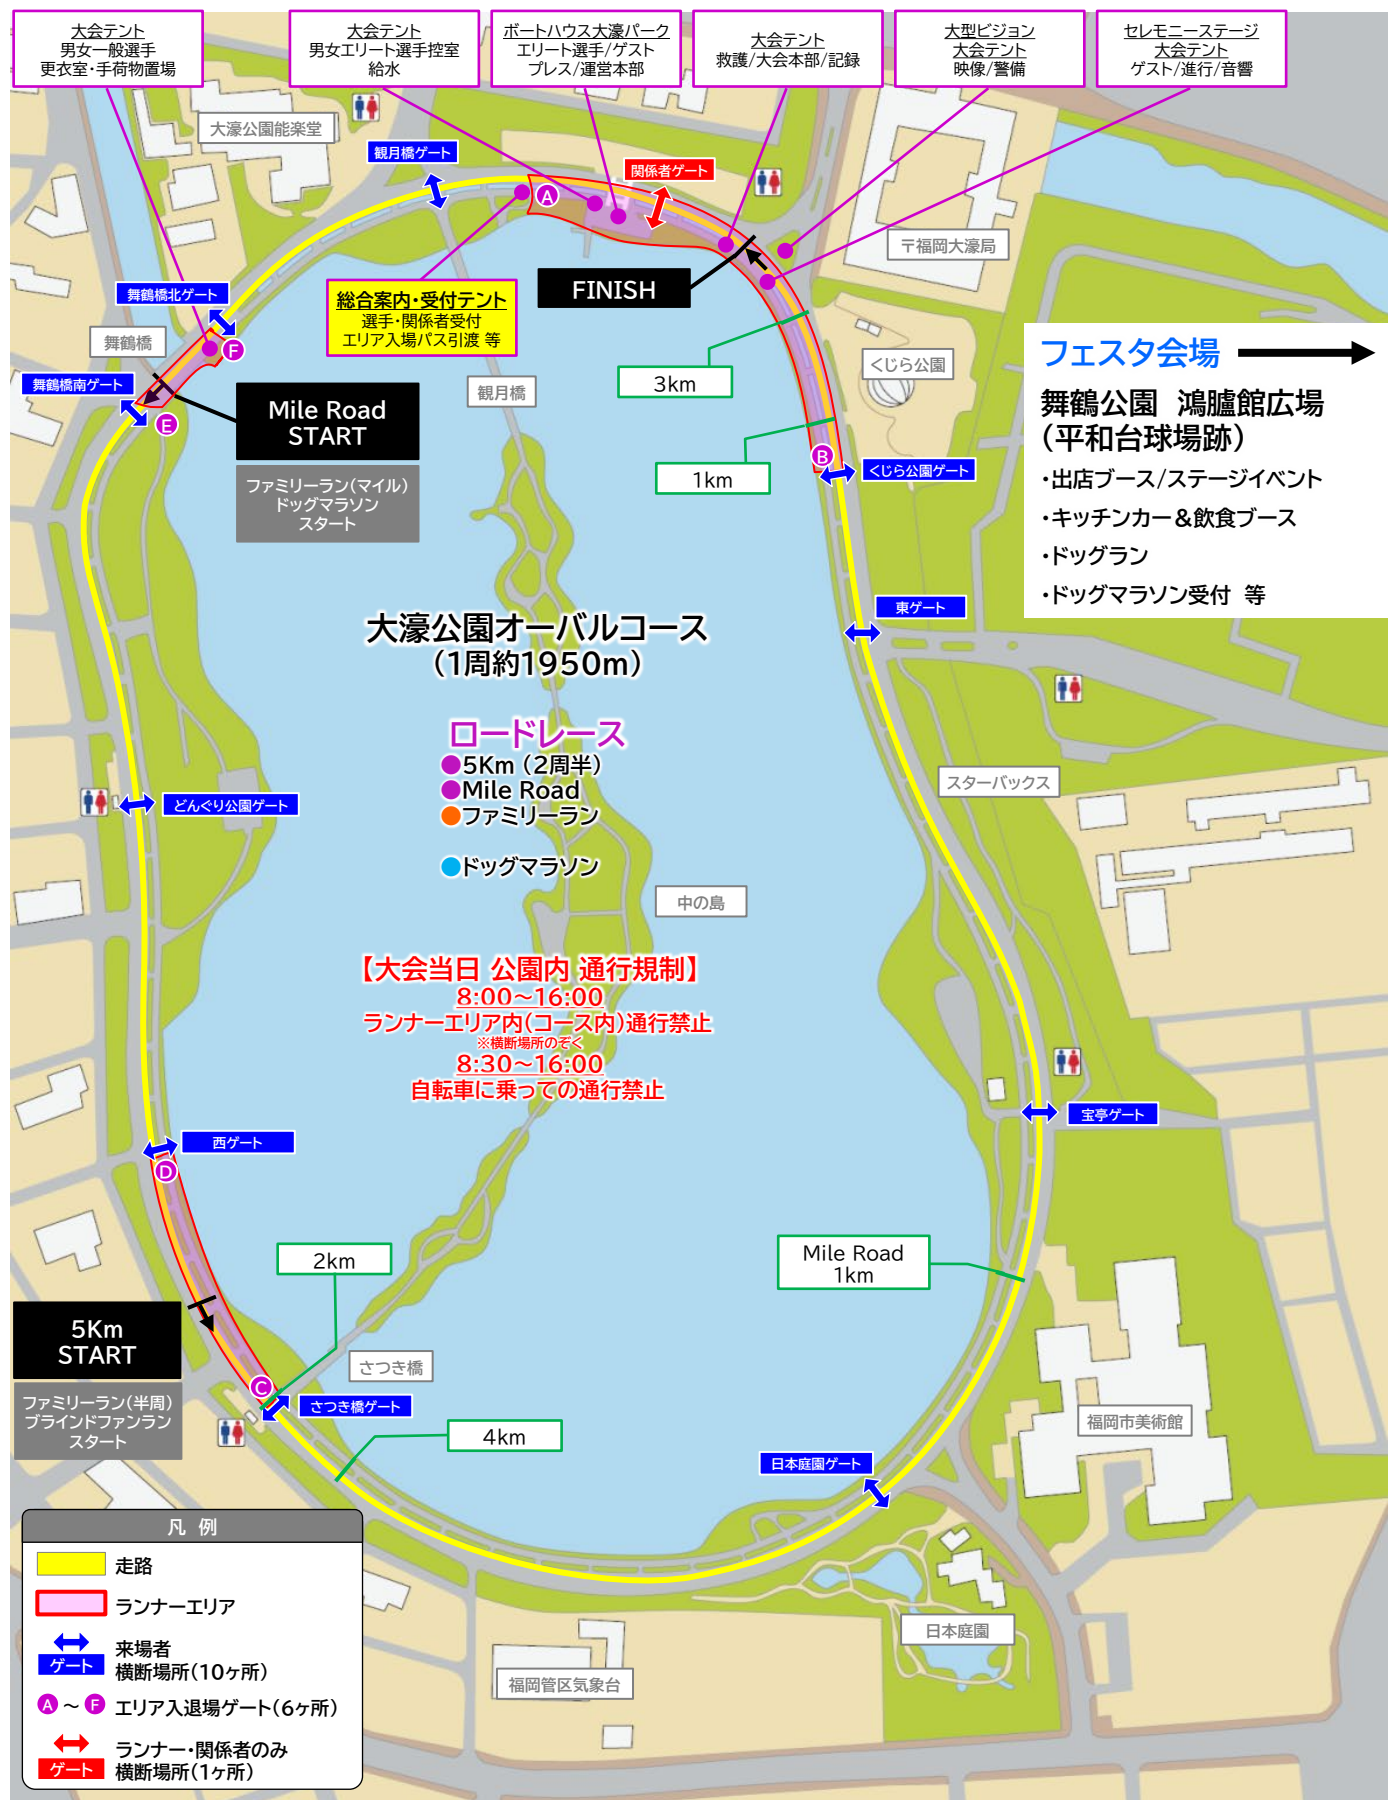 大会テント
男女一般選手
更衣室・手荷物置場
大会テント
男女エリート選手控室
給水
ボートハウス大濠パーク
エリート選手/ゲスト
プレス/運営本部
大会テント
救護/大会本部/記録
大型ビジョン
大会テント
映像/警備
セレモニーステージ
大会テント
ゲスト/進行/音響
大濠公園能楽堂
観月橋ゲート
関係者ゲート
A
〒福岡大濠局
FINISH
総合案内・受付テント
選手・関係者受付
エリア入場パス引渡 等
舞鶴橋北ゲート
舞鶴橋
F
舞鶴橋南ゲート
E
Mile Road
START
ファミリーラン(マイル)
ドッグマラソン
スタート
観月橋
3km
1km
くじら公園
B
くじら公園ゲート
フェスタ会場
舞鶴公園 鴻臚館広場
(平和台球場跡)
・出店ブース/ステージイベント
・キッチンカー&飲食ブース
・ドッグラン
・ドッグマラソン受付 等
東ゲート
大濠公園オーバルコース
(1周約1950m)
ロードレース
5Km (2周半)
Mile Road
ファミリーラン
ドッグマラソン
スターバックス
どんぐり公園ゲート
中の島
【大会当日 公園内 通行規制】
8:00~16:00
ランナーエリア内(コース内)通行禁止
※横断場所のぞく
8:30~16:00
自転車に乗っての通行禁止
宝亭ゲート
西ゲート
D
2km
Mile Road
1km
5Km
START
ファミリーラン(半周)
ブラインドファンラン
スタート
さつき橋
C
さつき橋ゲート
4km
福岡市美術館
日本庭園ゲート
日本庭園
福岡管区気象台
凡 例
走路
ランナーエリア
ゲート
来場者
横断場所(10ヶ所)
A ~ F エリア入退場ゲート(6ヶ所)
ゲート
ランナー・関係者のみ
横断場所(1ヶ所)